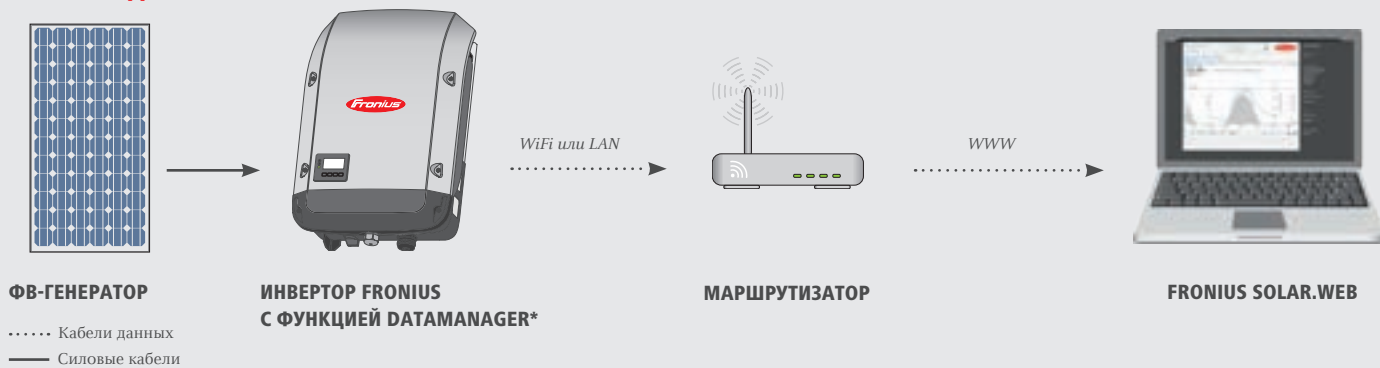 Fronius
WiFi или LAN
WWW
ФВ-ГЕНЕРАТОР
ИНВЕРТОР FRONIUS
С ФУНКЦИЕЙ DATAMANAGER*
МАРШРУТИЗАТОР
FRONIUS SOLAR.WEB
Кабели данных
Силовые кабели